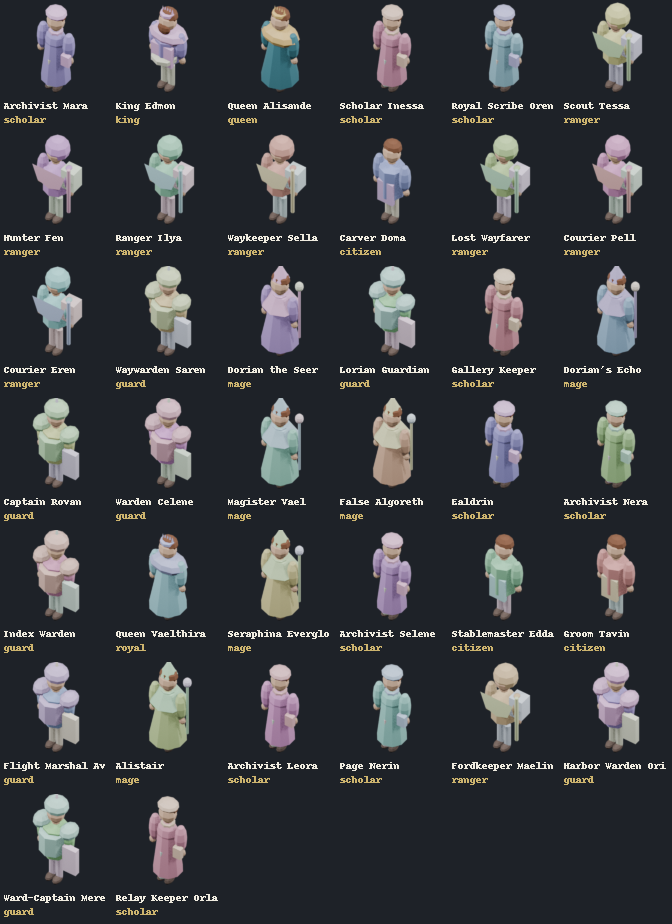 Archivist Mara
scholar
King Edmon
king
Queen Alisande
queen
Scholar Inessa
scholar
Royal Scribe Oren
scholar
Scout Tessa
ranger
Hunter Fen
ranger
Ranger Ilya
ranger
Waykeeper Sella
ranger
Carver Doma
citizen
Lost Wayfarer
ranger
Courier Pell
ranger
Courier Eren
ranger
Waywarden Saren
guard
Dorian the Seer
mage
Lorian Guardian
guard
Gallery Keeper
scholar
Dorian's Echo
mage
Captain Rovan
guard
Warden Celene
guard
Magister Vael
mage
False Algoreth
mage
Ealdrin
scholar
Archivist Nera
scholar
Index Warden
guard
Queen Vaelthira
royal
Seraphina Everglo
mage
Archivist Selene
scholar
Stablemaster Edda
citizen
Groom Tavin
citizen
Flight Marshal Av
guard
Alistair
mage
Archivist Leora
scholar
Page Nerin
scholar
Fordkeeper Maelin
ranger
Harbor Warden Ori
guard
Ward-Captain Mere
guard
Relay Keeper Orla
scholar